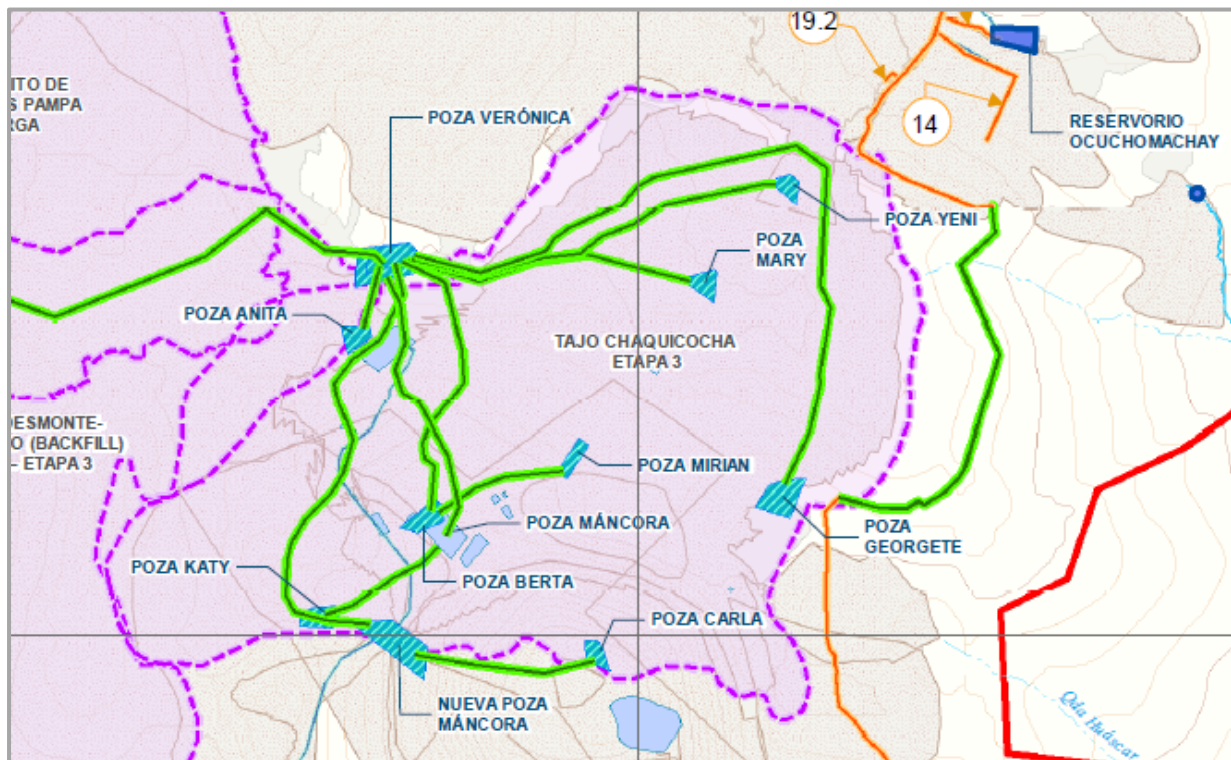 19.2
ITO DE
S PAMPA
RGA
POZA VERÓNICA
14
RESERVORIO
OCUCHOMACHAY
POZA YENI
POZA
MARY
POZA ANITA
TAJO CHAQUICOCHA
ETAPA 3
DESMONTE-
O (BACKFILL)
- ETAPA 3
POZA MIRIAN
POZA MÁNCORA
POZA
GEORGETE
POZA KATY
POZA BERTA
POZA CARLA
NUEVA POZA
MÁNCORA
Qda Huáscar